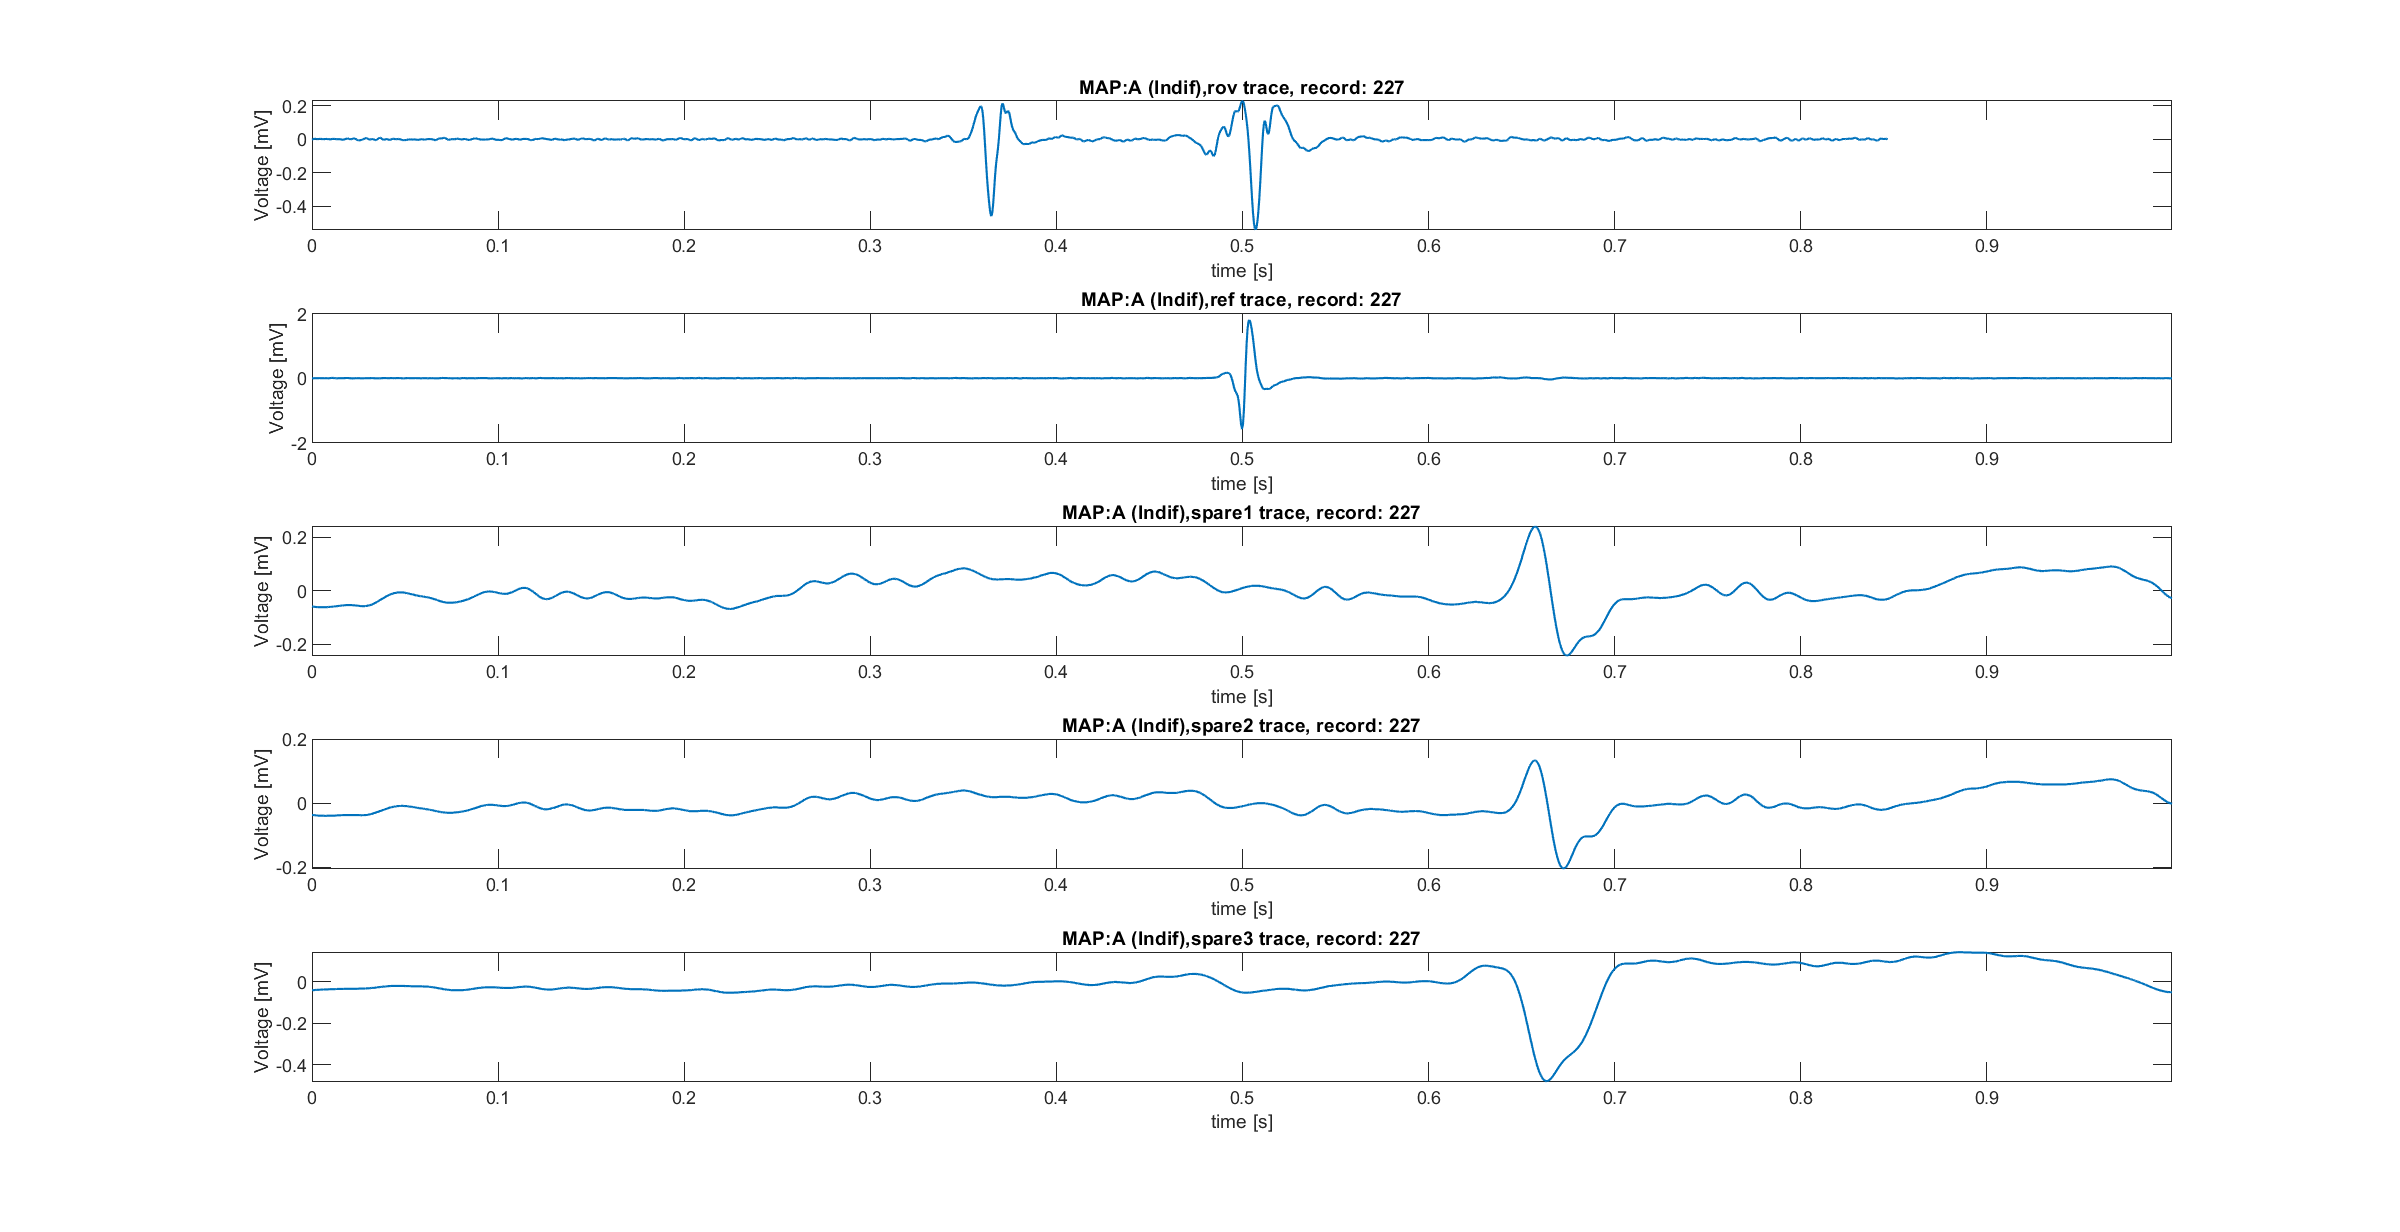 MAP:A (Indif),rov trace, record: 227
Voltage [mV]
0.2
0
-0.2
-0.4
0 0.1 0.2 0.3 0.4 0.5 0.6 0.7 0.8 0.9
time [s]
MAP:A (Indif),ref trace, record: 227
Voltage [mV]
2
0
-2
0 0.1 0.2 0.3 0.4 0.5 0.6 0.7 0.8 0.9
time [s]
MAP:A (Indif),spare1 trace, record: 227
Voltage [mV]
0.2
0
-0.2
0 0.1 0.2 0.3 0.4 0.5 0.6 0.7 0.8 0.9
time [s]
MAP:A (Indif),spare2 trace, record: 227
Voltage [mV]
0.2
0
-0.2
0 0.1 0.2 0.3 0.4 0.5 0.6 0.7 0.8 0.9
time [s]
MAP:A (Indif),spare3 trace, record: 227
Voltage [mV]
0
-0.2
-0.4
0 0.1 0.2 0.3 0.4 0.5 0.6 0.7 0.8 0.9
time [s]